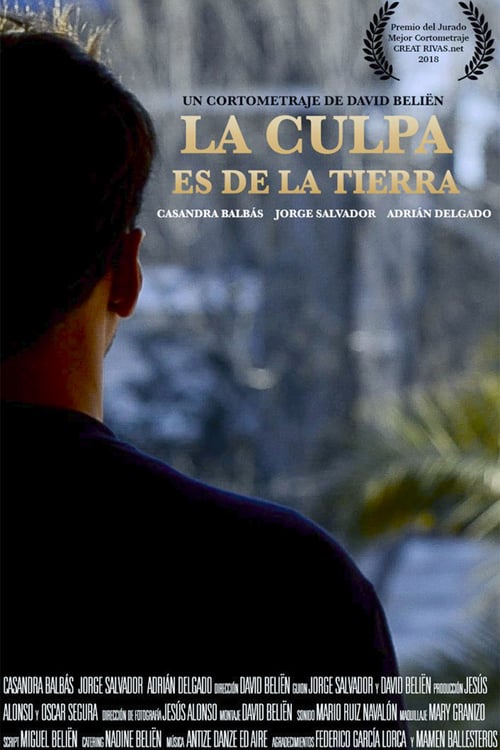 Premio del Jurado
Mejor Cortometraje
GREAT RIVAS.net
2018
UN CORTOMETRAJE DE DAVID BELIËN
LA CULPA
ES DE LA TIERRA
CASANDRA BALBÁS JORGE SALVADOR ADRIÁN DELGADO
CASANDRA BALBÁS JORGE SALVADOR ADRIÁN DELGADO DIRECCIÓN DAVID BELIËN GUION JORGE SALVADOR Y DAVID BELIËN PRODUCCIÓN JESÚS
ALONSO Y OSCAR SEGURA DIRECCIÓN DE FOTOGRAFÍA JESÚS ALONSO MONTAJE DAVID BELIËN SONIDO MARIO RUIZ NAVALÓN MAQUILLAJE MARY GRANIZO
SCRIPT MIGUEL BELIËN CATERING NADINE BELIËN MÚSICA ANTIZE DANZE ED AIRE AGRADECIMIENTOS FEDERICO GARCÍA LORCA Y MAMEN BALLESTEROS